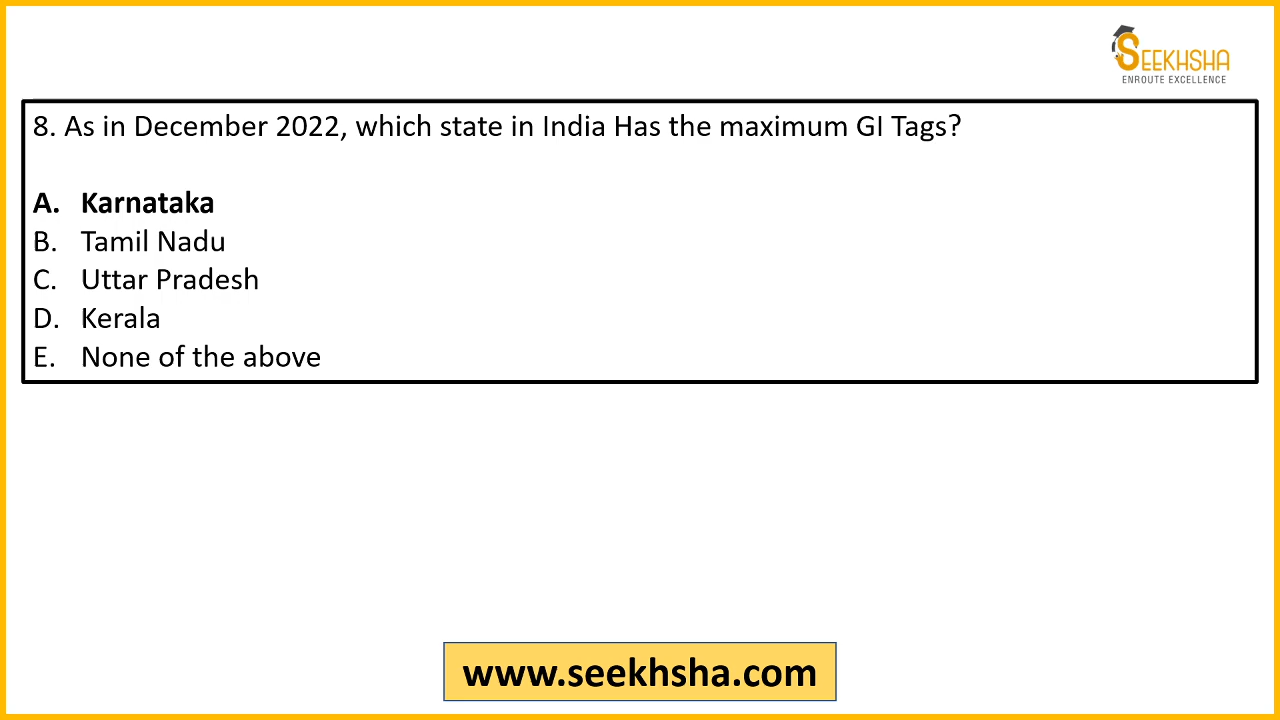 SEEKHSHA
ENROUTE EXCELLENCE
8. As in December 2022, which state in India Has the maximum GI Tags?
A. Karnataka
B. Tamil Nadu
C. Uttar Pradesh
D. Kerala
E. None of the above
www.seekhsha.com